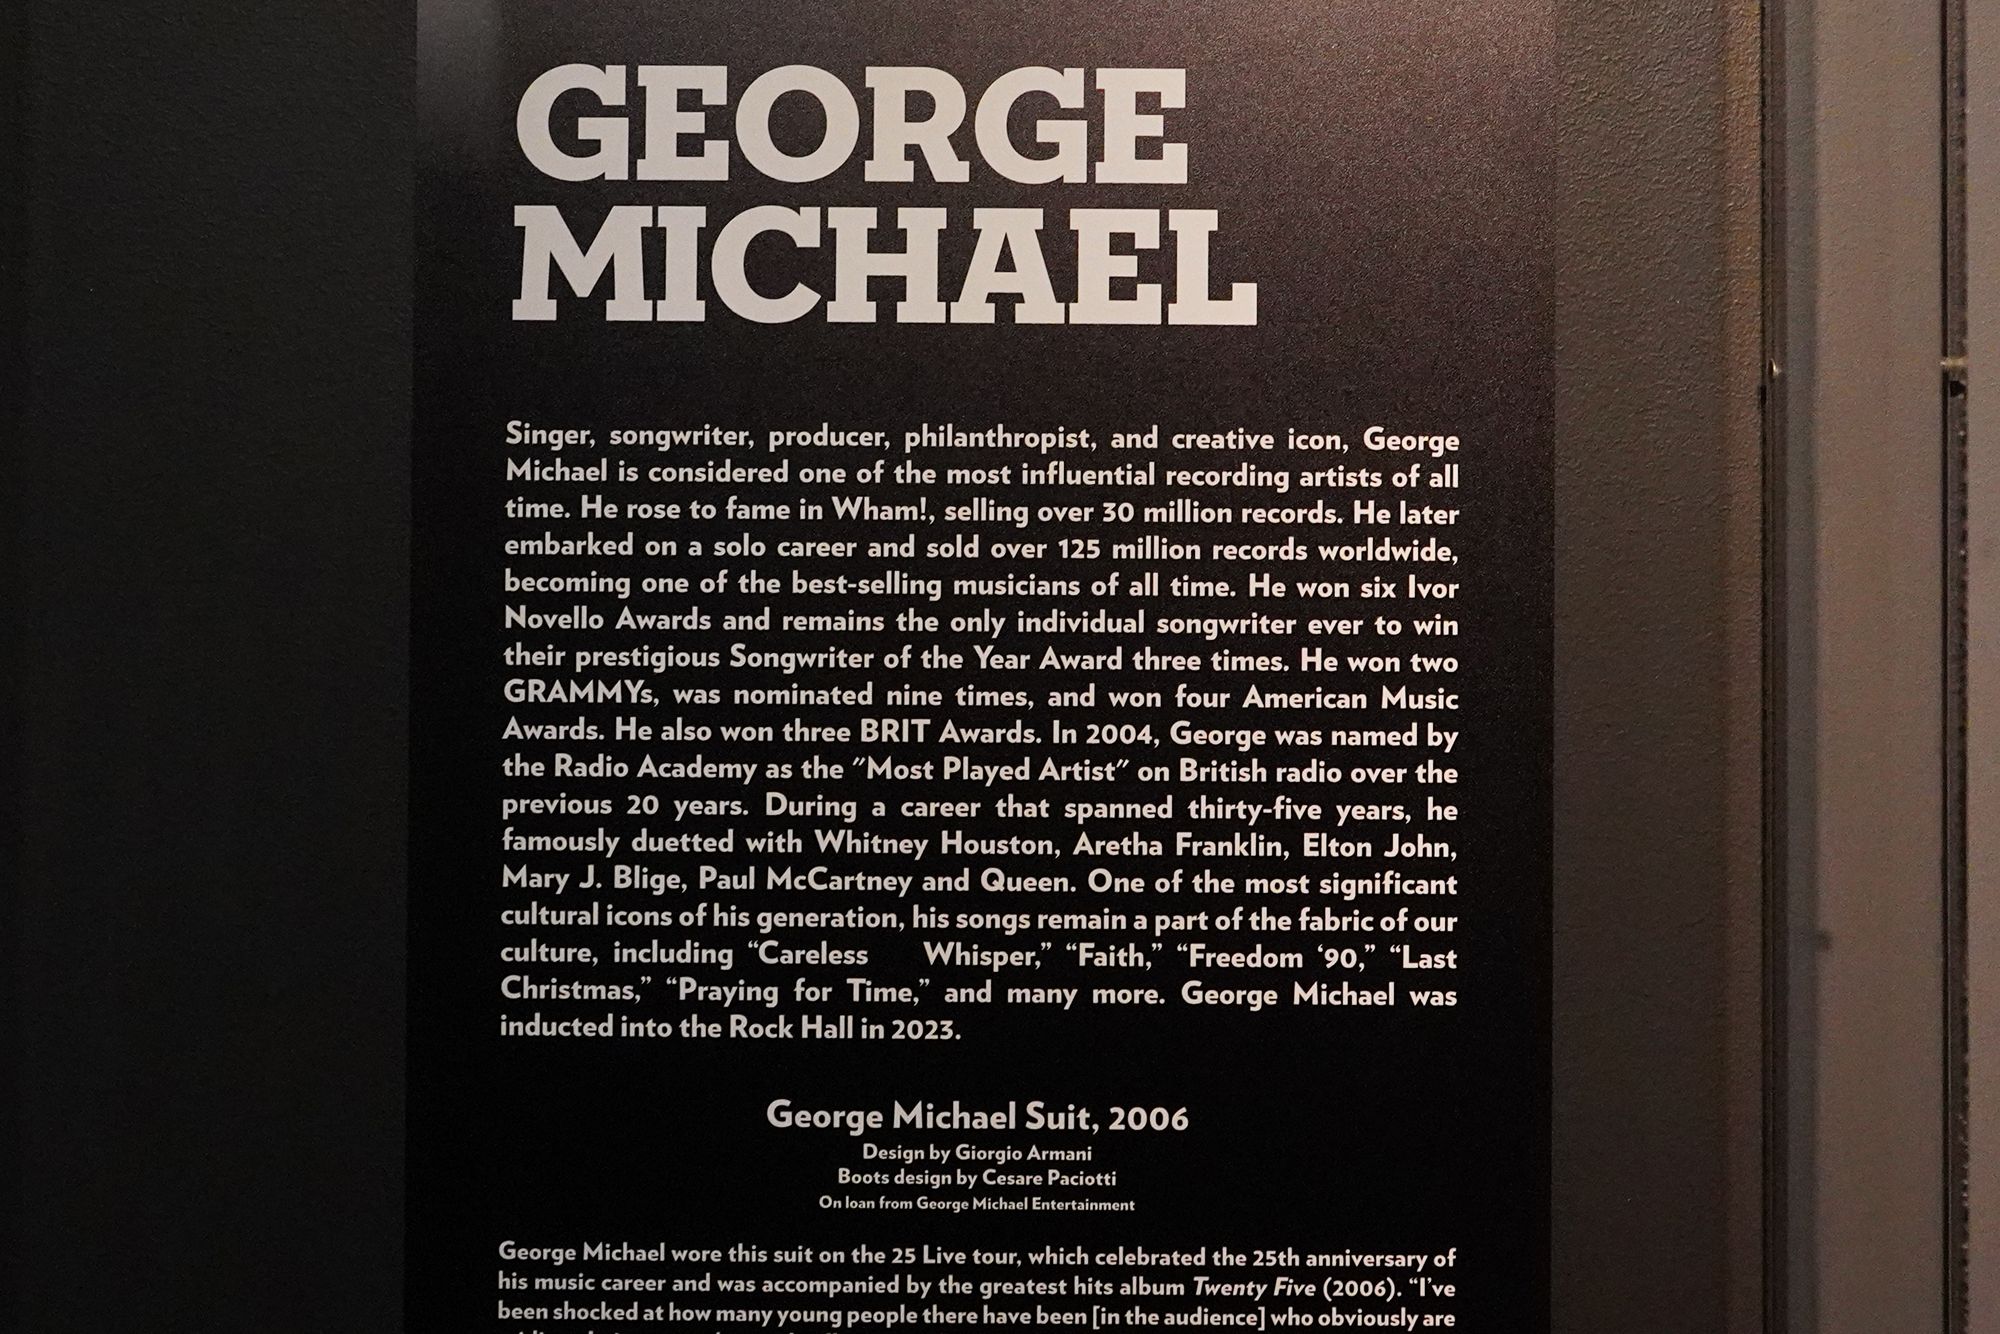 GEORGE
MICHAEL
Singer, songwriter, producer, philanthropist, and creative icon, George
Michael is considered one of the most influential recording artists of all
time. He rose to fame in Wham!, selling over 30 million records. He later
embarked on a solo career and sold over 125 million records worldwide,
becoming one of the best-selling musicians of all time. He won six Ivor
Novello Awards and remains the only individual songwriter ever to win
their prestigious Songwriter of the Year Award three times. He won two
GRAMMYs, was nominated nine times, and won four American Music
Awards. He also won three BRIT Awards. In 2004, George was named by
the Radio Academy as the "Most Played Artist" on British radio over the
previous 20 years. During a career that spanned thirty-five years, he
famously duetted with Whitney Houston, Aretha Franklin, Elton John,
Mary J. Blige, Paul McCartney and Queen. One of the most significant
cultural icons of his generation, his songs remain a part of the fabric of our
culture, including “Careless Whisper,” “Faith,” “Freedom ‘90,” “Last
Christmas,” “Praying for Time,” and many more. George Michael was
inducted into the Rock Hall in 2023.
George Michael Suit, 2006
Design by Giorgio Armani
Boots design by Cesare Paciotti
On loan from George Michael Entertainment
George Michael wore this suit on the 25 Live tour, which celebrated the 25th anniversary of
his music career and was accompanied by the greatest hits album Twenty Five (2006). “I’ve
been shocked at how many young people there have been [in the audience] who obviously are